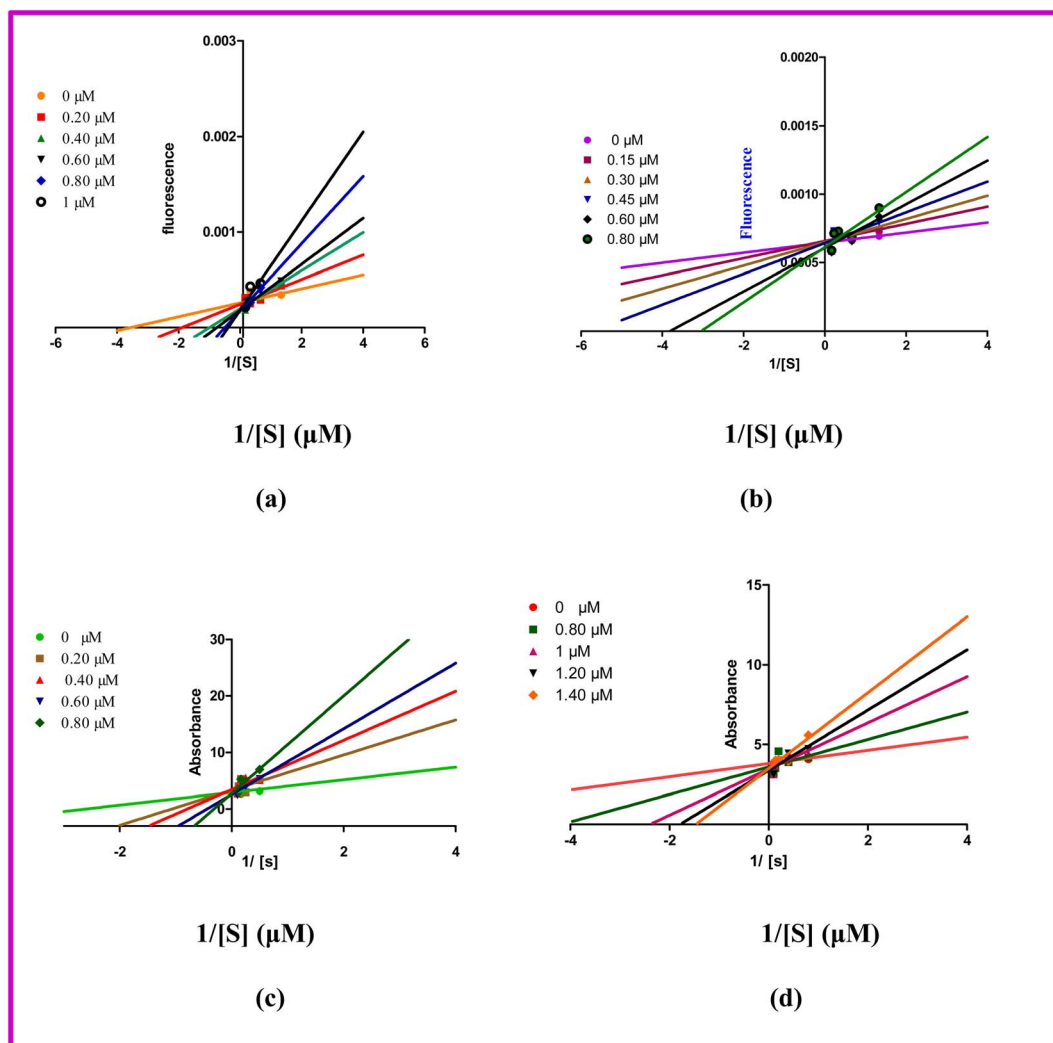 0.003
0 µM
0.20 µM
0.40 µM
0.60 µM
0.80 µM
1 µM
fluorescence
0.002
0.001
-6 -4 -2 0 2 4 6
1/[S]
1/[S] (µM)
(a)
0.0020
0 µM
0.15 µM
0.30 µM
0.45 µM
0.60 µM
0.80 µM
Fluorescence
0.0015
0.0010
0.0005
-6 -4 -2 0 2 4
1/[S]
1/[S] (µM)
(b)
0 µM
0.20 µM
0.40 µM
0.60 µM
0.80 µM
Absorbance
30
20
10
0
-2 0 2 4
1/ [s]
1/[S] (µM)
(c)
0 µM
0.80 µM
1 µM
1.20 µM
1.40 µM
Absorbance
15
10
5
-4 -2 0 2 4
1/ [s]
1/[S] (µM)
(d)